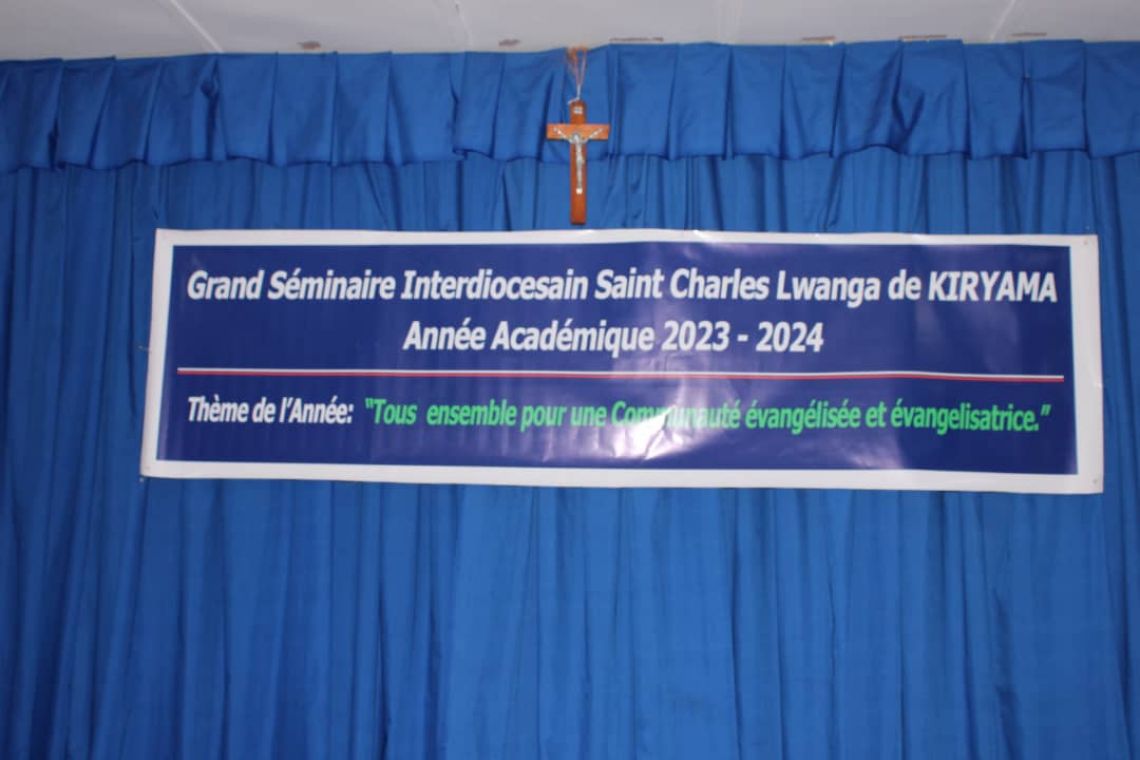 Grand Séminaire Interdiocesain Saint Charles Lwanga de KIRYAMA
Année Académique 2023 - 2024
Thème de l'Année: "Tous ensemble pour une Communauté évangélisée et évangelisatrice."